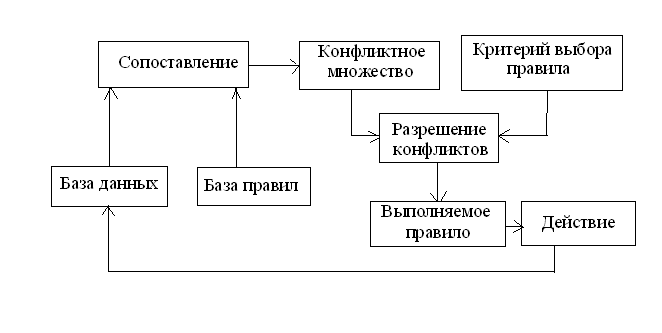 Сопоставление
Конфликтное
множество
Критерий выбора
правила
Разрешение
конфликтов
База данных
База правил
Выполняемое
правило
Действие